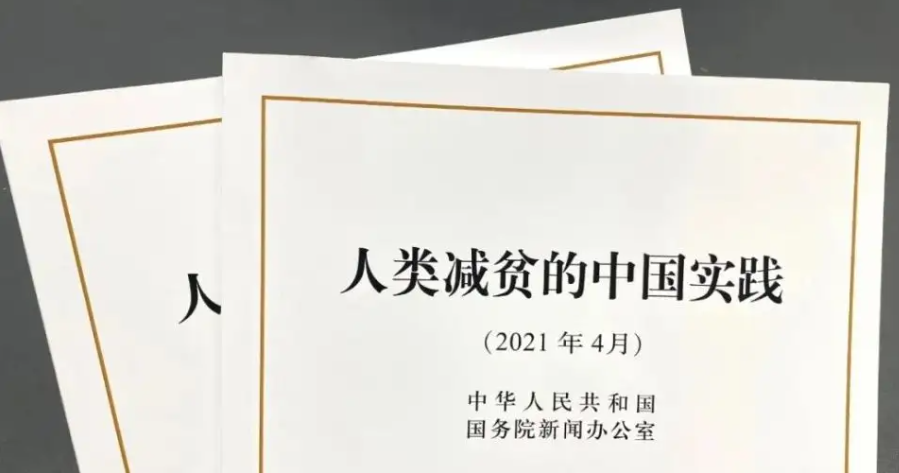 人类减贫的中国实践
（2021 年 4月）
中华人民共和国
国务院新闻办公室
人